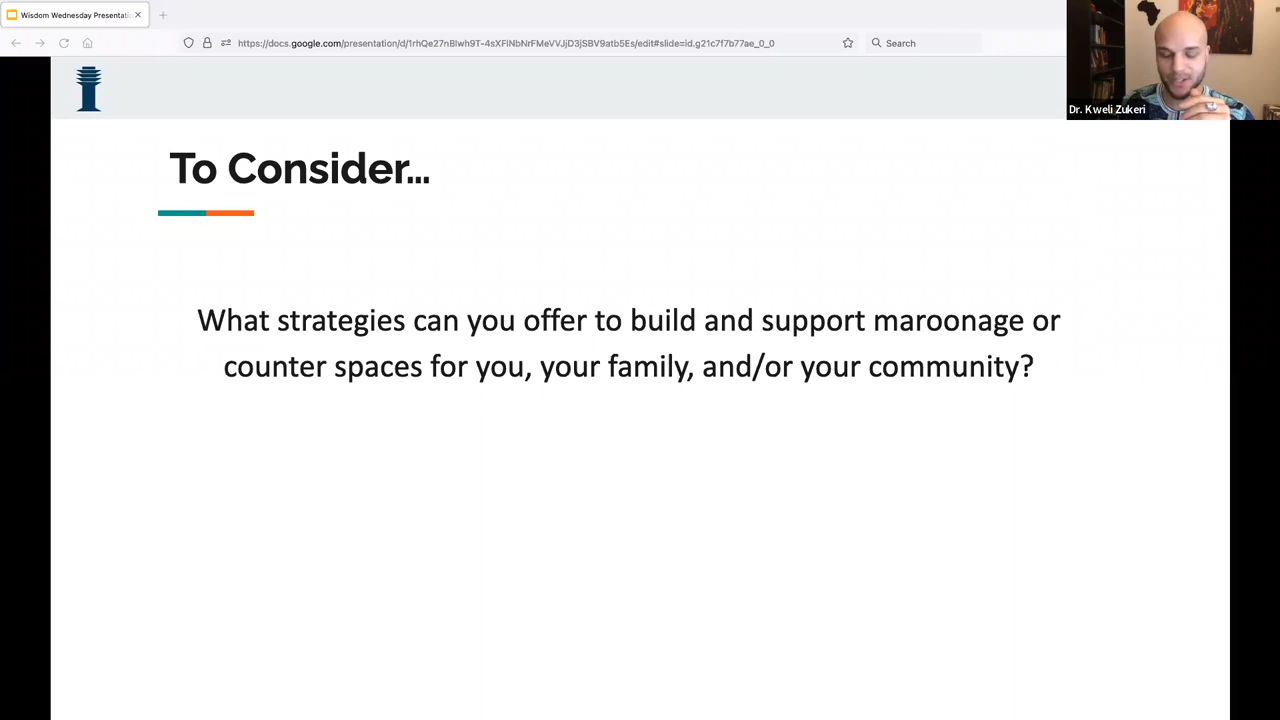 Wisdom Wednesday Presentati
https://docs.google.com/presentation/d/1rhQe27nBlwh9T-4sXFlNbNrFMeVVJjD3jSBV9atb5Es/edit#slide=id.g21c7f7b77ae_0_0
Search
Dr. Kweli Zukeri
To Consider...
What strategies can you offer to build and support maroonage or
counter spaces for you, your family, and/or your community?